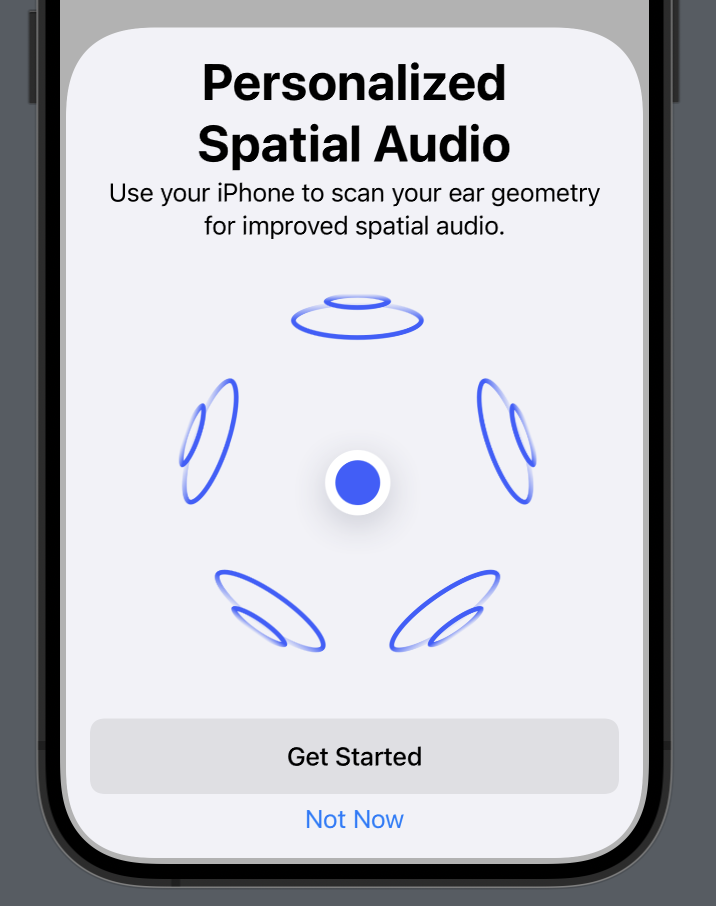 Personalized
Spatial Audio
Use your iPhone to scan your ear geometry
for improved spatial audio.
Get Started
Not Now